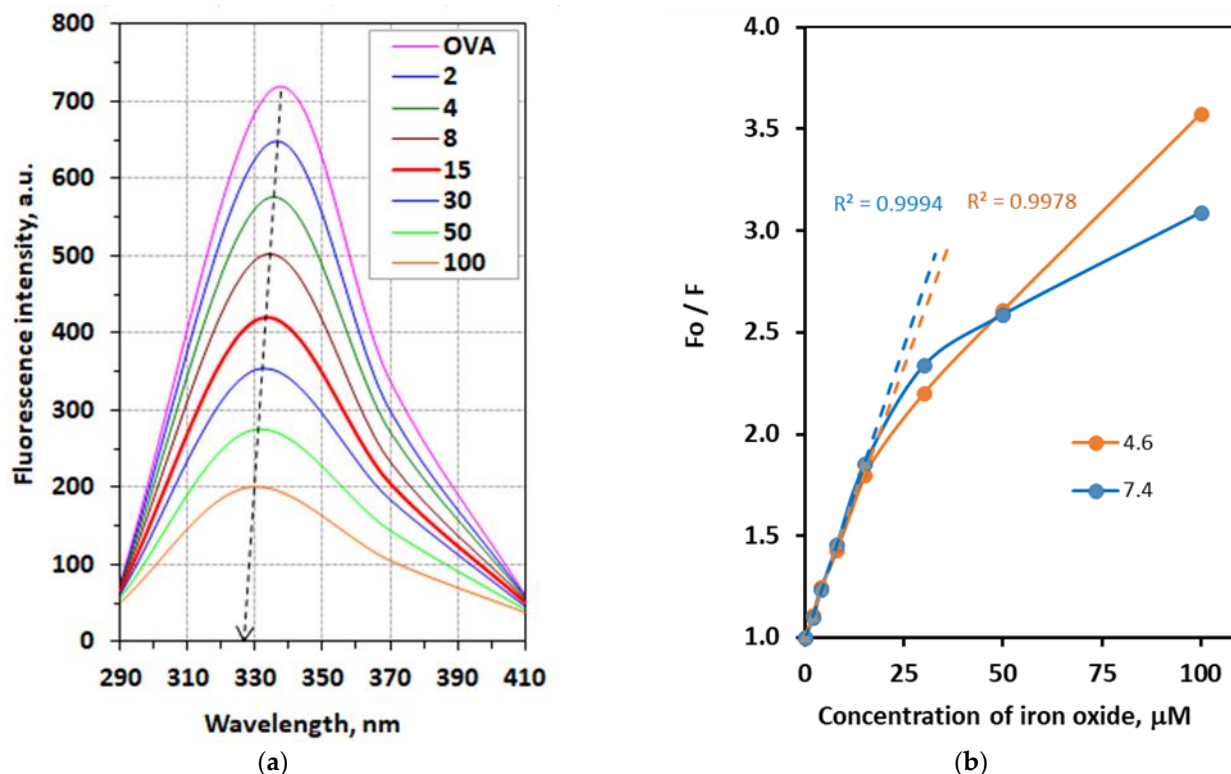 800
700
600
500
400
300
200
100
0
Fluorescence intensity, a.u.
OVA
2
4
8
15
30
50
100
290 310 330 350 370 390 410
Wavelength, nm
(a)
4.0
3.5
3.0
2.5
2.0
1.5
1.0
Fo / F
R² = 0.9994 R² = 0.9978
4.6
7.4
0 25 50 75 100
Concentration of iron oxide, µM
(b)